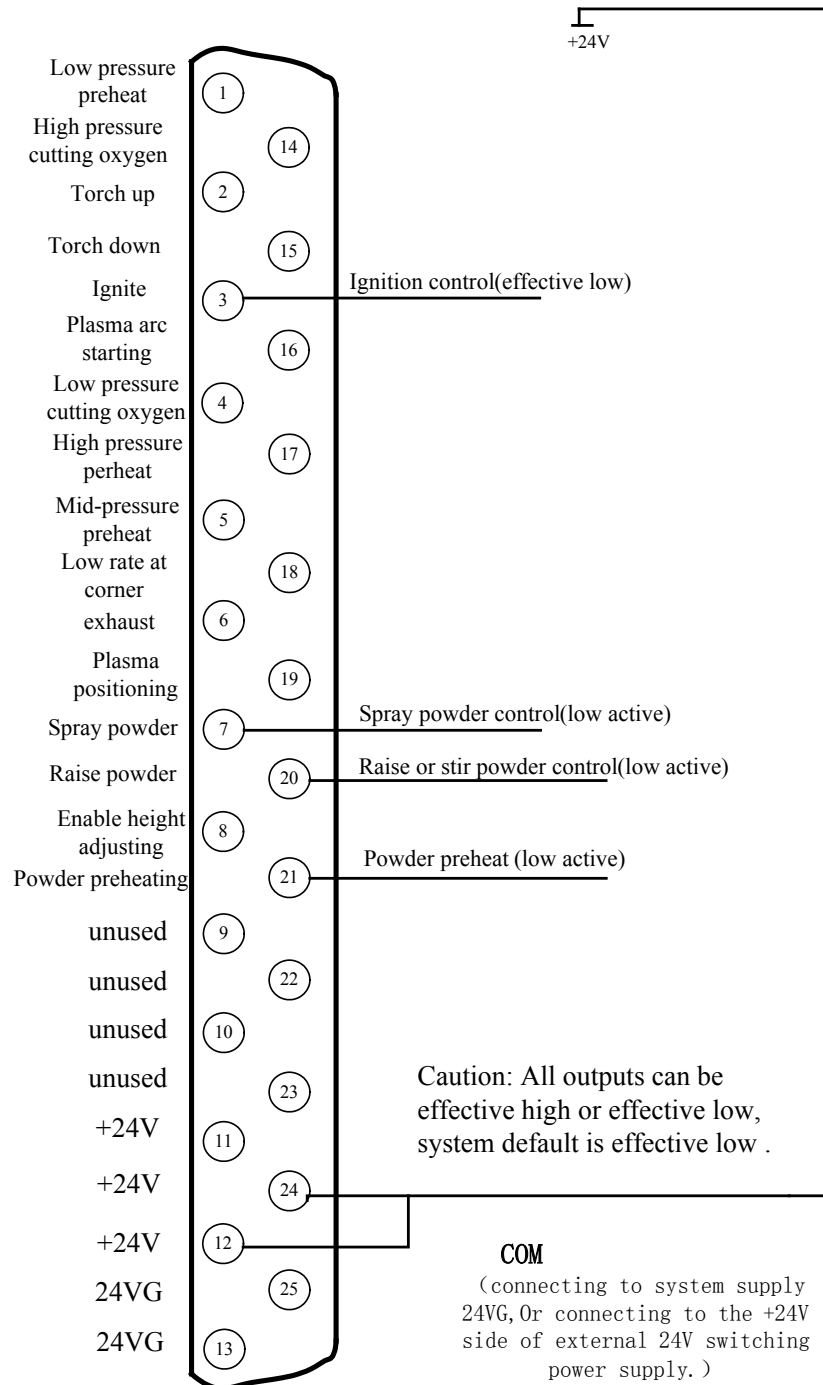 +24V
Low pressure
preheat
1
High pressure
cutting oxygen
14
Torch up
2
Torch down
15
Ignite
3
Ignition control(effective low)
Plasma arc
starting
16
Low pressure
cutting oxygen
4
High pressure
perheat
17
Mid-pressure
preheat
5
Low rate at
corner
18
exhaust
6
Plasma
positioning
19
Spray powder
7
Spray powder control(low active)
Raise powder
20
Raise or stir powder control(low active)
Enable height
adjusting
8
Powder preheating
21
Powder preheat (low active)
unused
9
unused
22
unused
10
unused
23
Caution: All outputs can be
effective high or effective low,
system default is effective low .
+24V
11
+24V
24
+24V
12
24VG
25
24VG
13
COM
(connecting to system supply
24VG,Or connecting to the +24V
side of external 24V switching
power supply.)